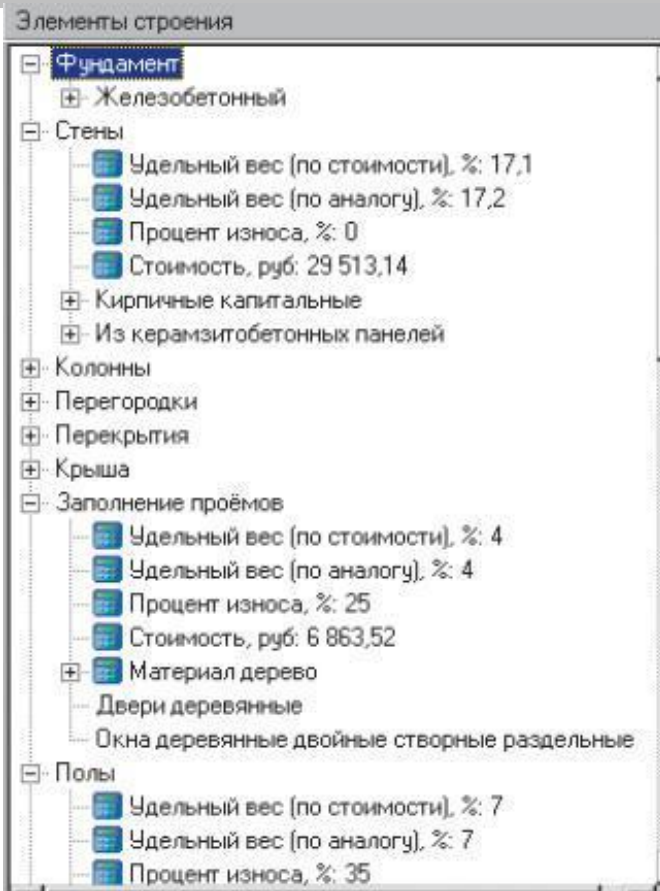 Элементы строения
Фундамент
Железобетонный
Стены
Удельный вес (по стоимости), %: 17,1
Удельный вес (по аналогу), %: 17,2
Процент износа, %: 0
Стоимость, руб: 29 513,14
Кирпичные капитальные
Из керамзитобетонных панелей
Колонны
Перегородки
Перекрытия
Крыша
Заполнение проёмов
Удельный вес (по стоимости), %: 4
Удельный вес (по аналогу), %: 4
Процент износа, %: 25
Стоимость, руб: 6 863,52
Материал дерево
Двери деревянные
Окна деревянные двойные створные раздельные
Полы
Удельный вес (по стоимости), %: 7
Удельный вес (по аналогу), %: 7
Процент износа, %: 35